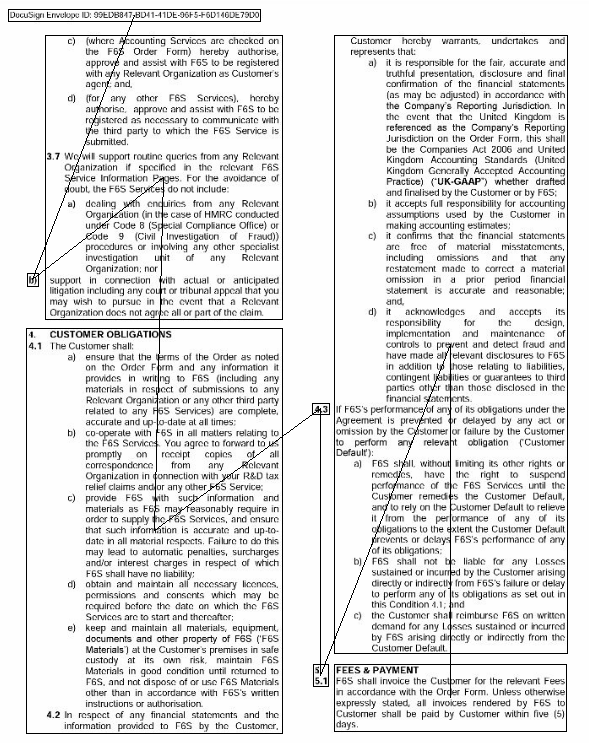 DocuSign Envelope ID: 99EDB847-BD41-41DE-96F5-F6D146DE79D0
c) (where Accounting Services are checked on
the F6S Order Form) hereby authorise,
approve and assist with F6S to be registered
with any Relevant Organization as Customer's
agent; and,
d) (for any other F6S Services), hereby
authorise, approve and assist with F6S to be
registered as necessary to communicate with
the third party to which the F6S Service is
submitted.
3.7 We will support routine queries from any Relevant
Organization if specified in the relevant F6S
Service Information Pages. For the avoidance of
doubt, the F6S Services do not include:
a) dealing with enquiries from any Relevant
Organization (in the case of HMRC conducted
under Code 8 (Special Compliance Office) or
Code 9 (Civil Investigation of Fraud))
procedures or involving any other specialist
investigation unit of any Relevant
Organization; nor
b) support in connection with actual or anticipated
litigation including any court or tribunal appeal that you
may wish to pursue in the event that a Relevant
Organization does not agree all or part of the claim.
4. CUSTOMER OBLIGATIONS
4.1 The Customer shall:
a) ensure that the terms of the Order as noted
on the Order Form and any information it
provides in writing to F6S (including any
materials in respect of submissions to any
Relevant Organization or any other third party
related to any F6S Services) are complete,
accurate and up-to-date at all times;
b) co-operate with F6S in all matters relating to
the F6S Services. You agree to forward to us
promptly on receipt copies of all
correspondence from any Relevant
Organization in connection with your R&D tax
relief claims and/or any other F6S Service;
c) provide F6S with such information and
materials as F6S may reasonably require in
order to supply the F6S Services, and ensure
that such information is accurate and up-to-
date in all material respects. Failure to do this
may lead to automatic penalties, surcharges
and/or interest charges in respect of which
F6S shall have no liability;
d) obtain and maintain all necessary licences,
permissions and consents which may be
required before the date on which the F6S
Services are to start and thereafter;
e) keep and maintain all materials, equipment,
documents and other property of F6S ('F6S
Materials') at the Customer's premises in safe
custody at its own risk, maintain F6S
Materials in good condition until returned to
F6S, and not dispose of or use F6S Materials
other than in accordance with F6S's written
instructions or authorisation.
4.2 In respect of any financial statements and the
information provided to F6S by the Customer,
Customer hereby warrants, undertakes and
represents that:
a) it is responsible for the fair, accurate and
truthful presentation, disclosure and final
confirmation of the financial statements
(as may be adjusted) in accordance with
the Company's Reporting Jurisdiction. In
the event that the United Kingdom is
referenced as the Company's Reporting
Jurisdiction on the Order Form, this shall
be the Companies Act 2006 and United
Kingdom Accounting Standards (United
Kingdom Generally Accepted Accounting
Practice) ("UK-GAAP") whether drafted
and finalised by the Customer or by F6S;
b) it accepts full responsibility for accounting
assumptions used by the Customer in
making accounting estimates;
c) it confirms that the financial statements
are free of material misstatements,
including omissions and that any
restatement made to correct a material
omission in a prior period financial
statement is accurate and reasonable;
and,
d) it acknowledges and accepts its
responsibility for the design,
implementation and maintenance of
controls to prevent and detect fraud and
have made all relevant disclosures to F6S
in addition to those relating to liabilities,
contingent liabilities or guarantees to third
parties other than those disclosed in the
financial statements.
4.3 If F6S's performance of any of its obligations under the
Agreement is prevented or delayed by any act or
omission by the Customer or failure by the Customer
to perform any relevant obligation ('Customer
Default'):
a) F6S shall, without limiting its other rights or
remedies, have the right to suspend
performance of the F6S Services until the
Customer remedies the Customer Default,
and to rely on the Customer Default to relieve
it from the performance of any of its
obligations to the extent the Customer Default
prevents or delays F6S's performance of any
of its obligations;
b) F6S shall not be liable for any Losses
sustained or incurred by the Customer arising
directly or indirectly from F6S's failure or delay
to perform any of its obligations as set out in
this Condition 4.1; and
c) the Customer shall reimburse F6S on written
demand for any Losses sustained or incurred
by F6S arising directly or indirectly from the
Customer Default.
5. FEES & PAYMENT
5.1 F6S shall invoice the Customer for the relevant Fees
in accordance with the Order Form. Unless otherwise
expressly stated, all invoices rendered by F6S to
Customer shall be paid by Customer within five (5)
days.